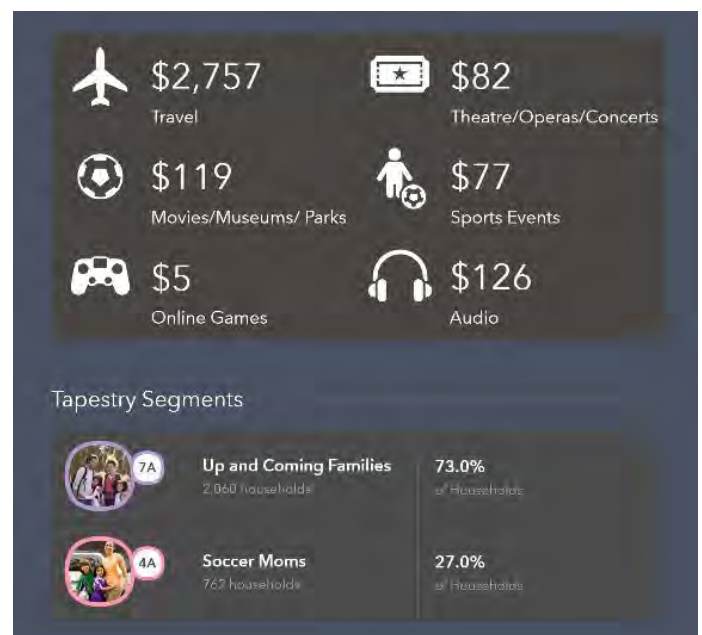 $2,757
Travel
$82
Theatre/Operas/Concerts
$119
Movies/Museums/ Parks
$77
Sports Events
$5
Online Games
$126
Audio
Tapestry Segments
7A
Up and Coming Families
2,060 households
73.0%
of Households
4A
Soccer Moms
762 households
27.0%
of Households